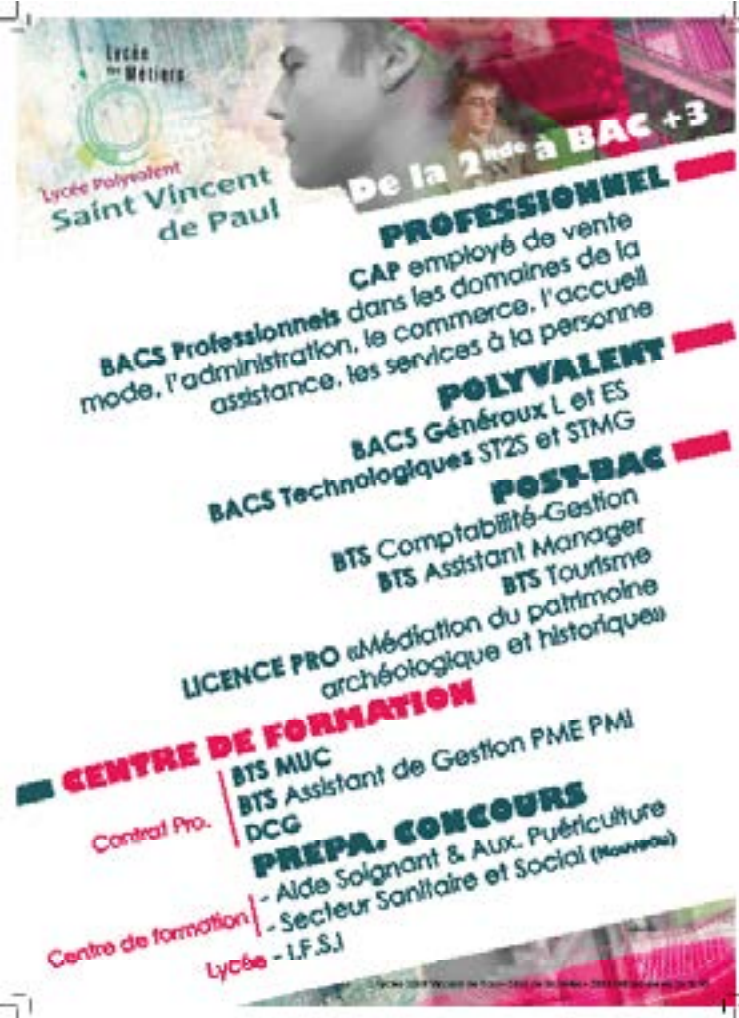 Lycée
des Métiers
Lycée Polyvalent
Saint Vincent
de Paul
De la 2nde à BAC +3
PROFESSIONNEL
CAP employé de vente
BACS Professionnels dans les domaines de la
mode, l'administration, le commerce, l'accueil
assistance, les services à la personne
POLYVALENT
BACS Généraux L et ES
BACS Technologiques ST2S et STMG
POST-BAC
BTS Comptabilité-Gestion
BTS Assistant Manager
BTS Tourisme
LICENCE PRO «Médiation du patrimoine
archéologique et historique»
CENTRE DE FORMATION
Contrat Pro.
BTS MUC
BTS Assistant de Gestion PME PMI
DCG
PREPA. CONCOURS
Centre de formation
- Aide Soignant & Aux. Puériculture
- Secteur Sanitaire et Social (Nouveau)
Lycée - I.F.S.I